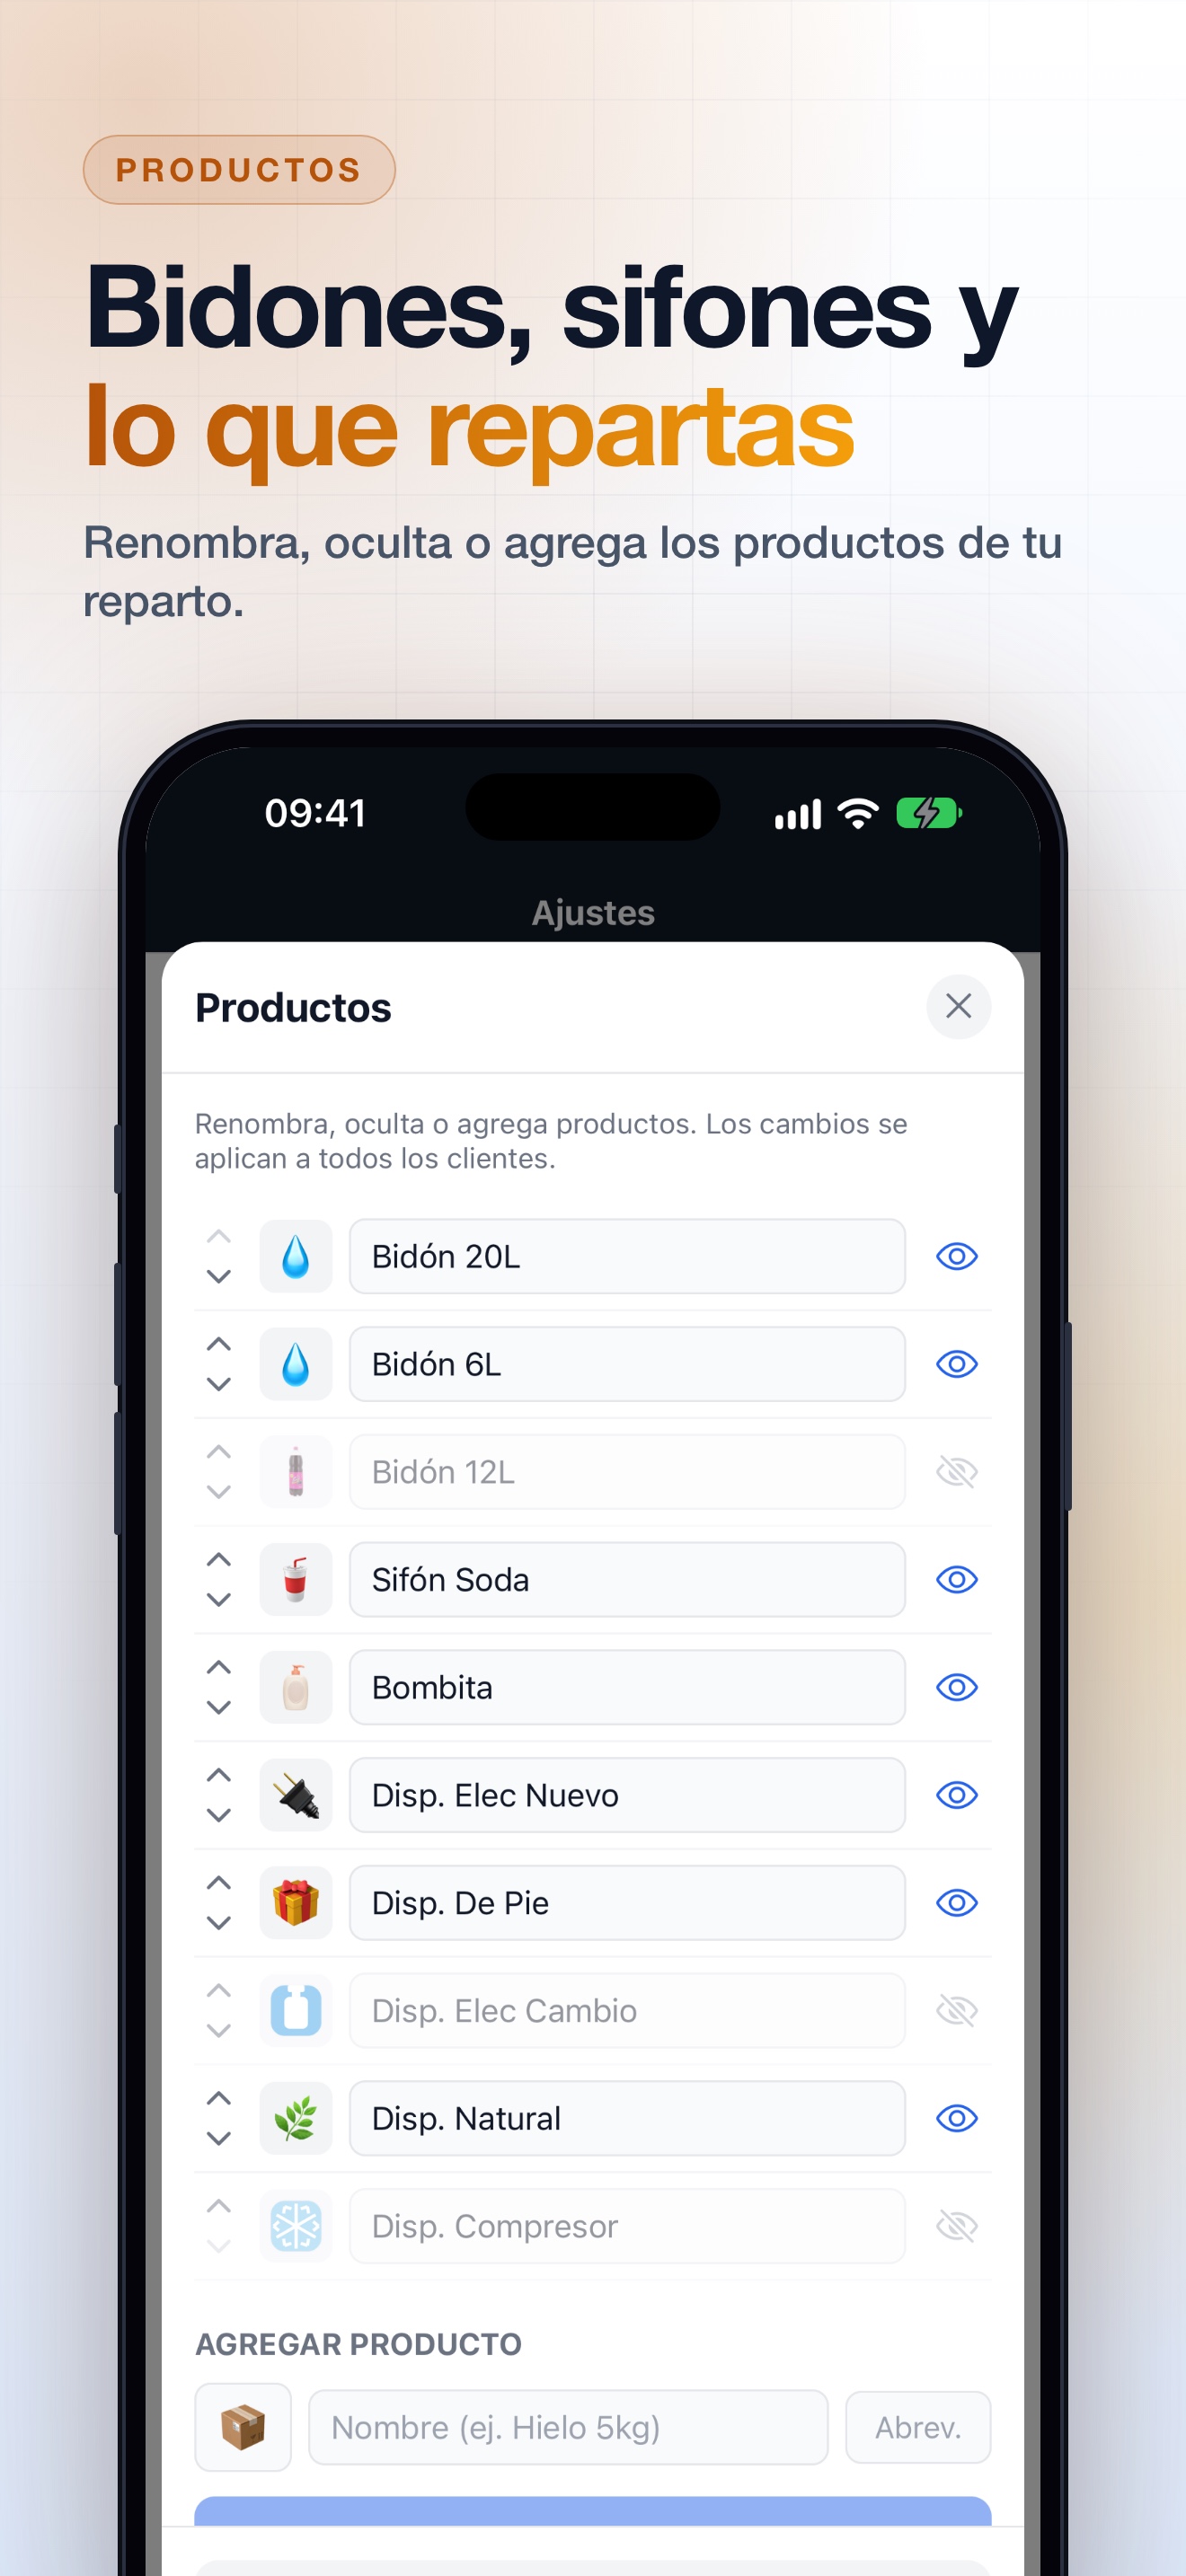 PRODUCTOS
Bidones, sifones y
lo que repartas
Renombra, oculta o agrega los productos de tu
reparto.
09:41
Ajustes
Productos
Renombra, oculta o agrega productos. Los cambios se
aplican a todos los clientes.
Bidón 20L
Bidón 6L
Bidón 12L
Sifón Soda
Bombita
Disp. Elec Nuevo
Disp. De Pie
Disp. Elec Cambio
Disp. Natural
Disp. Compresor
AGREGAR PRODUCTO
Nombre (ej. Hielo 5kg)
Abrev.